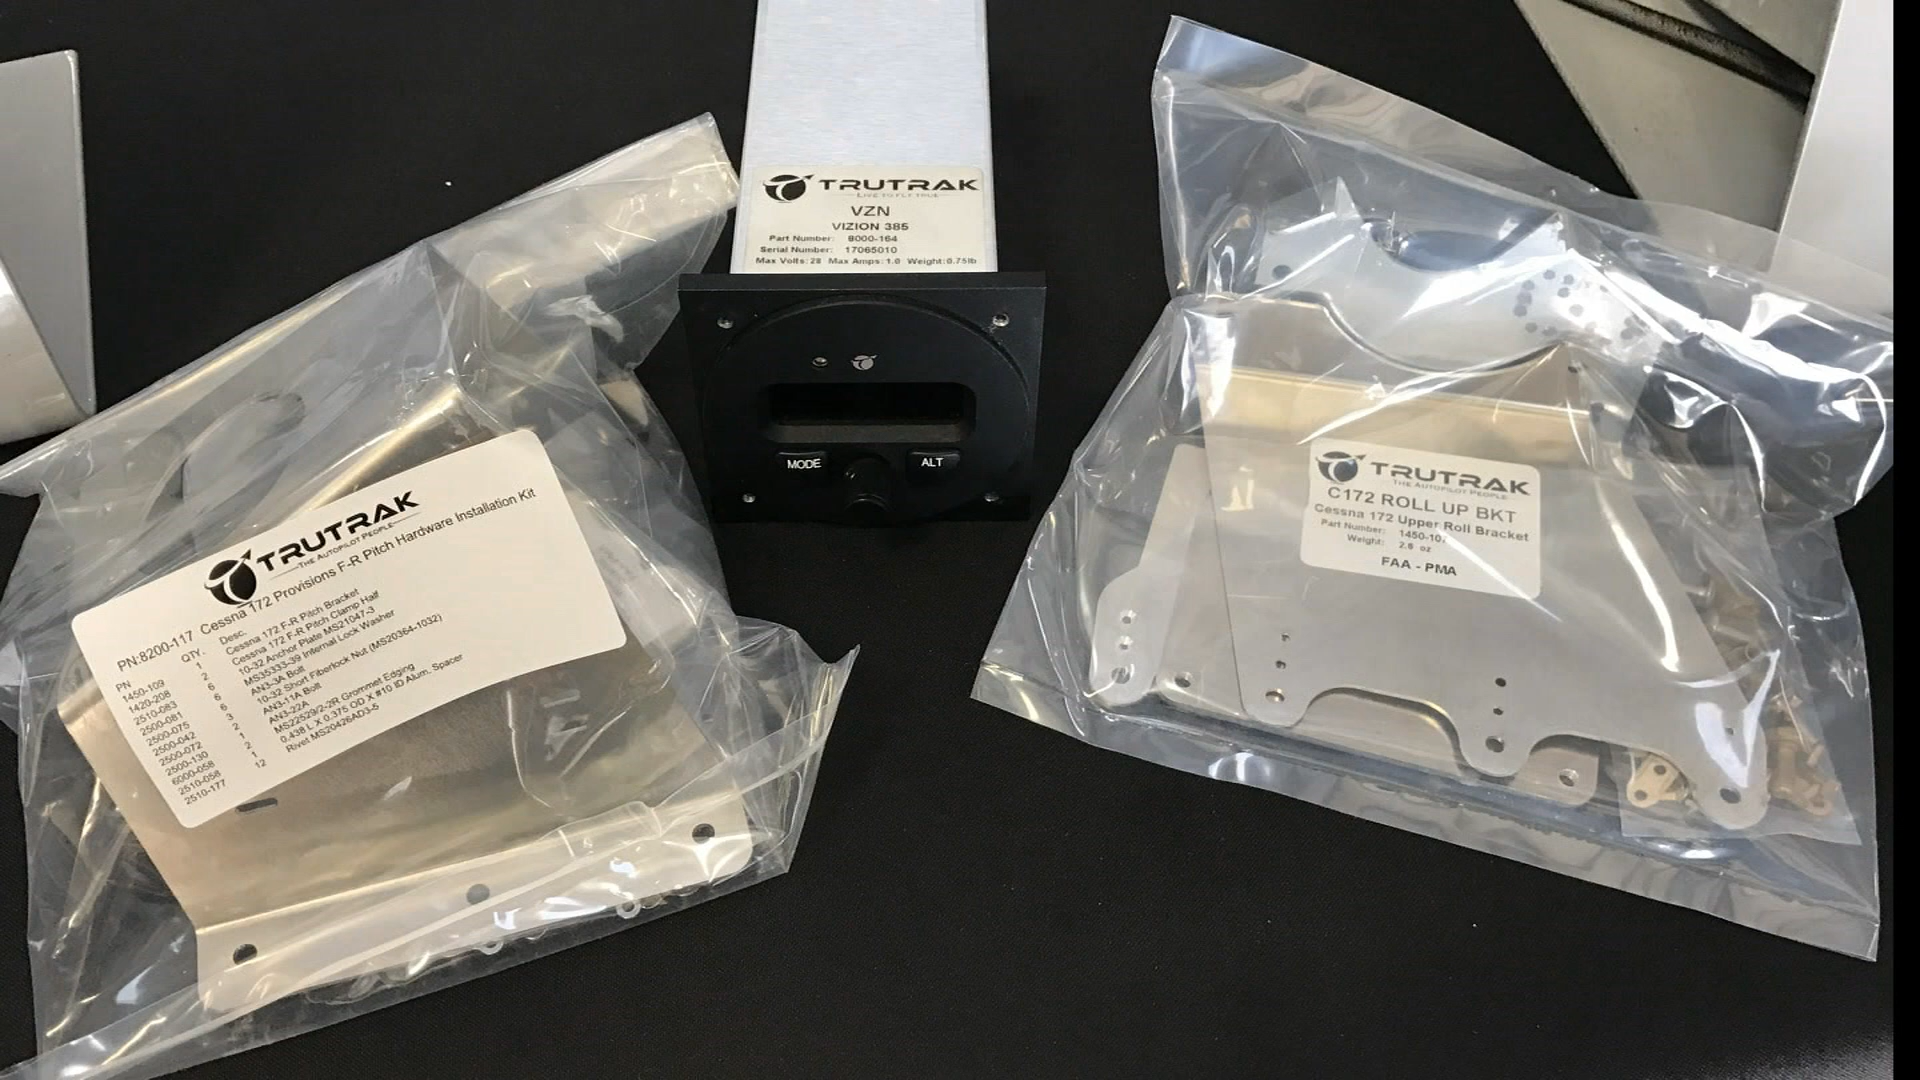 TRUTRAK
THE AUTOPILOT PEOPLE
PN:8200-117 Cessna 172 Provisions F-R Pitch Hardware Installation Kit
PN QTY. Desc.
1450-109 1 Cessna 172 F-R Pitch Bracket
1420-208 2 Cessna 172 F-R Pitch Clamp Half
2510-083 6 10-32 Anchor Plate MS21047-3
2500-081 6 MS35333-39 Internal Lock Washer
2500-075 6 AN3-3A Bolt
2500-042 3 10-32 Short Fiberlock Nut (MS20364-1032)
2500-072 2 AN3-11A Bolt
2500-130 1 AN3-22A
6000-058 2 MS22529/2-2R Grommet Edging
2510-058 1 0.438 L X 0.375 OD X #10 ID Alum. Spacer
2510-177 12 Rivet MS20426AD3-5
TRUTRAK
LIVE TO FLY TRUE
VZN
VIZION 385
Part Number: 8000-164
Serial Number: 17065010
Max Volts: 28 Max Amps: 1.0 Weight: 0.75lb
MODE
ALT
TRUTRAK
THE AUTOPILOT PEOPLE
C172 ROLL UP BKT
Cessna 172 Upper Roll Bracket
Part Number: 1450-107
Weight: 2.6 oz
FAA - PMA